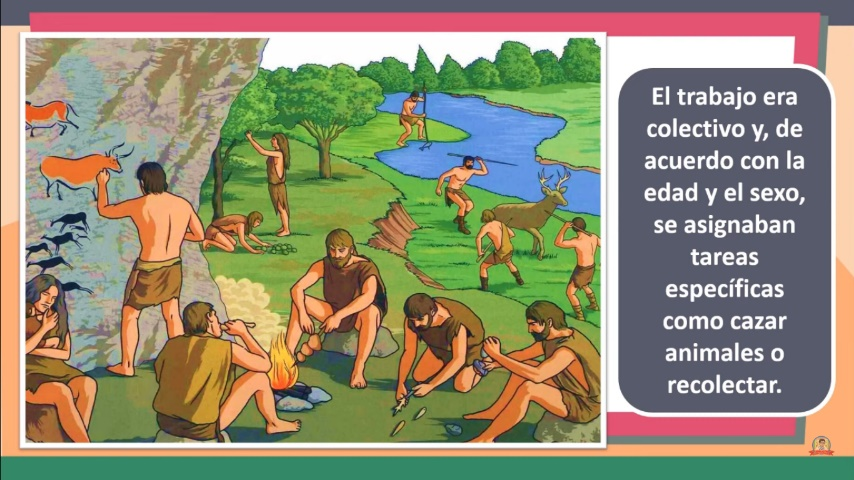 El trabajo era
colectivo y, de
acuerdo con la
edad y el sexo,
se asignaban
tareas
específicas
como cazar
animales o
recolectar.